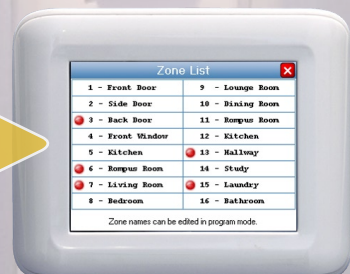 Zone List
1 - Front Door
2 - Side Door
3 - Back Door
4 - Front Window
5 - Kitchen
6 - Rompus Room
7 - Living Room
8 - Bedroom
9 - Lounge Room
10 - Dining Room
11 - Rompus Room
12 - Kitchen
13 - Hallway
14 - Study
15 - Laundry
16 - Bathroom
Zone names can be edited in program mode.